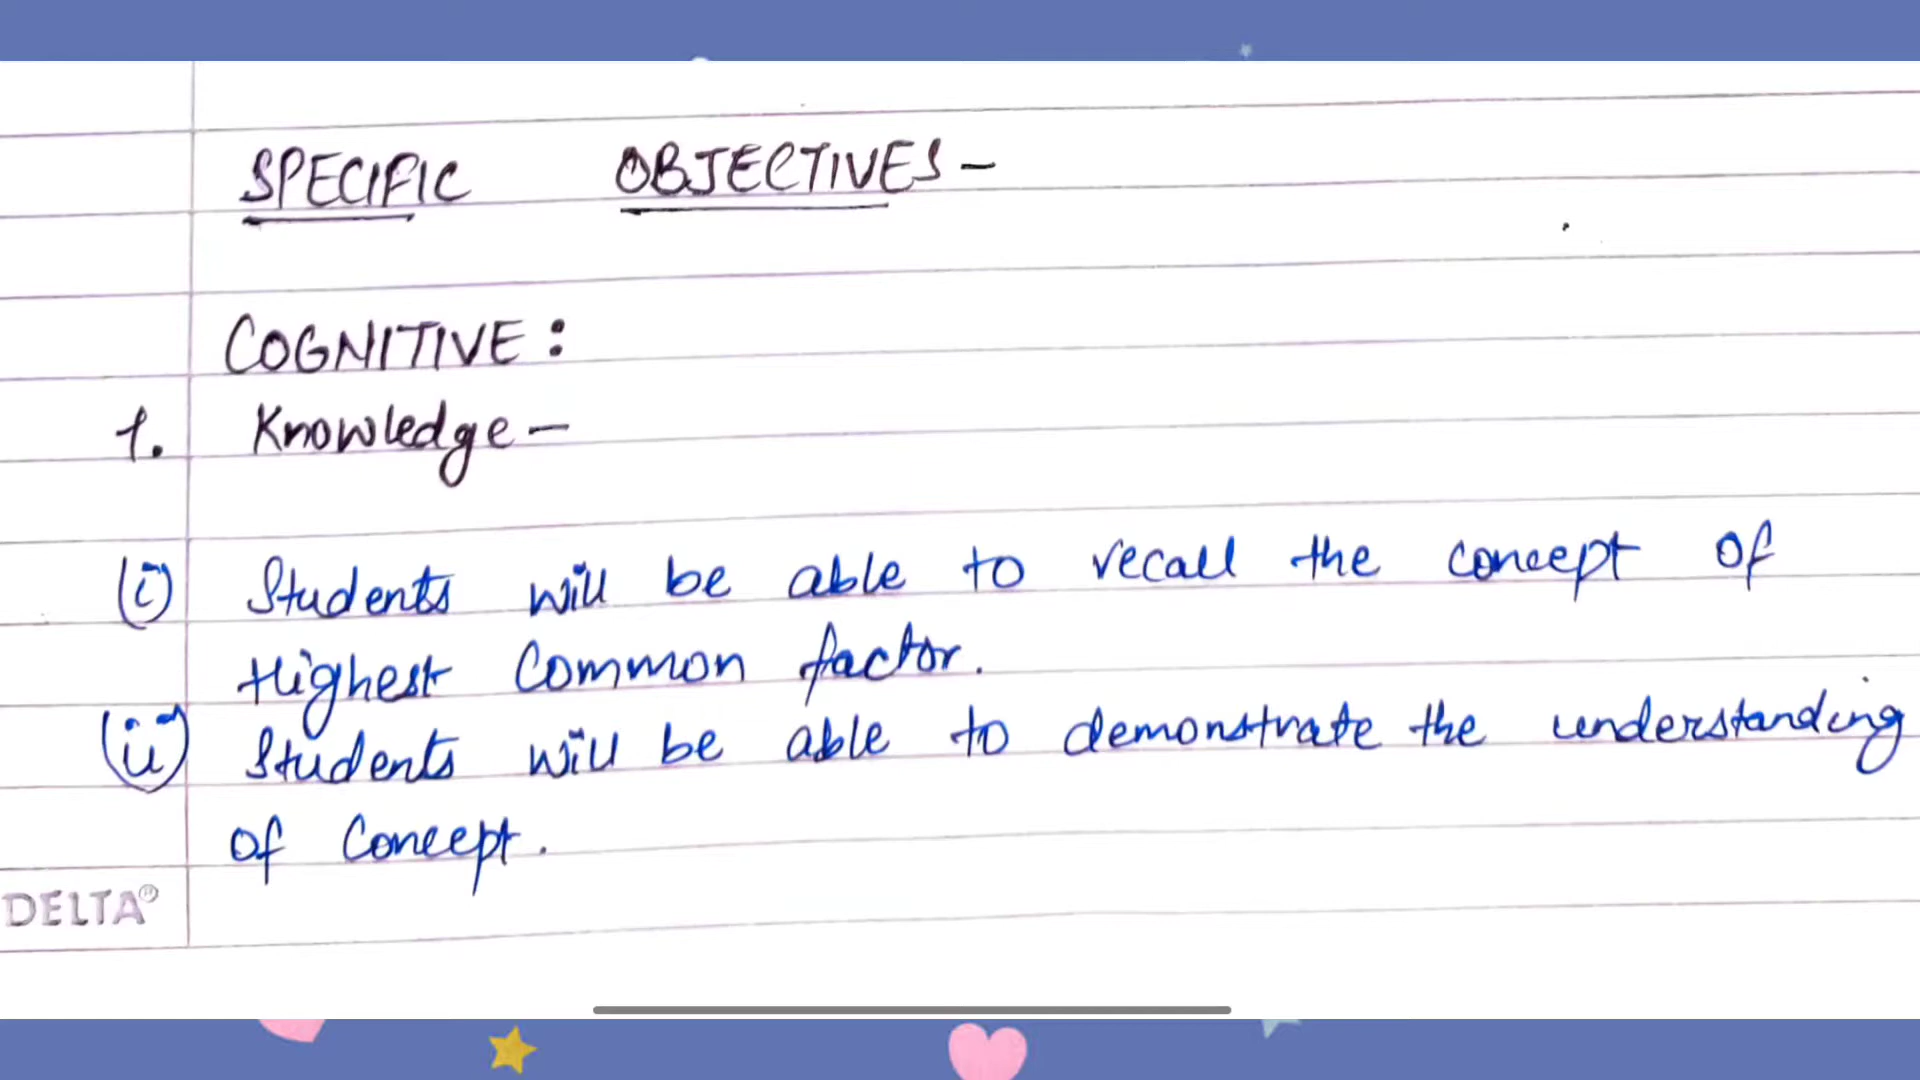 SPECIFIC OBJECTIVES -
COGNITIVE :
1. Knowledge -
(i) Students will be able to recall the concept of
Highest Common factor.
(ii) Students will be able to demonstrate the understanding
of Concept.
DELTA®